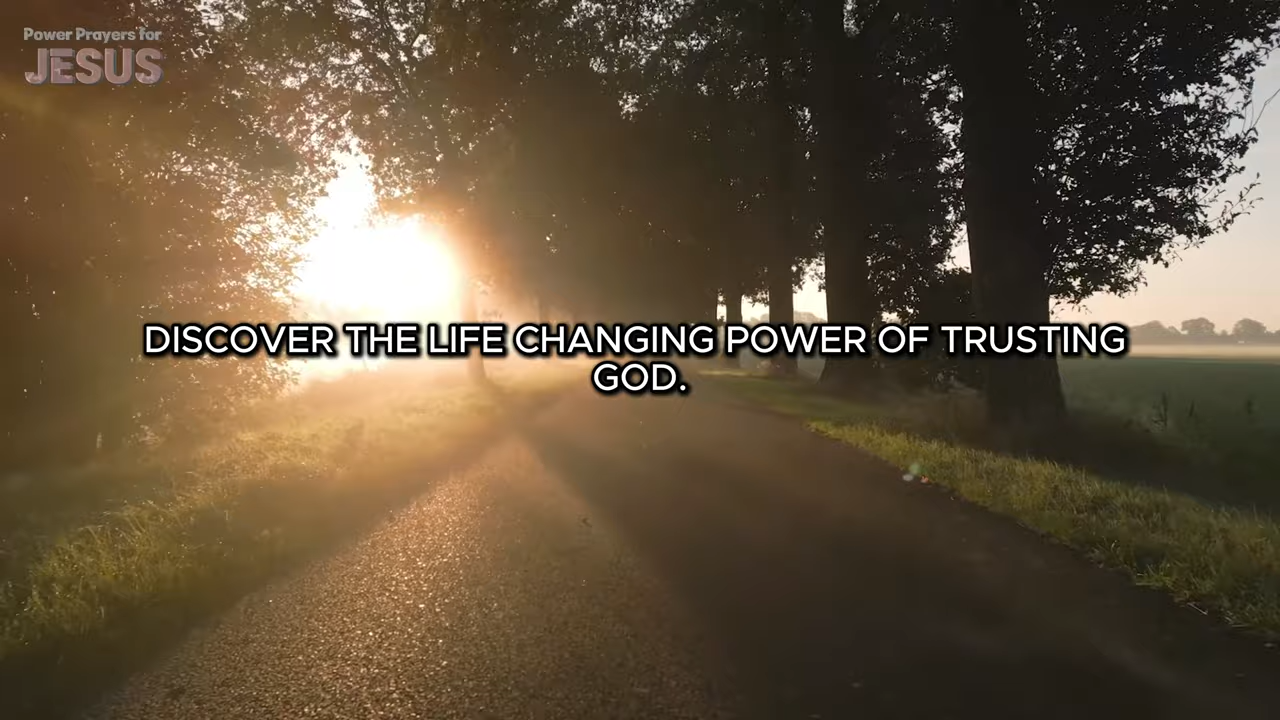 Power Prayers for
JESUS
DISCOVER THE LIFE CHANGING POWER OF TRUSTING
GOD.